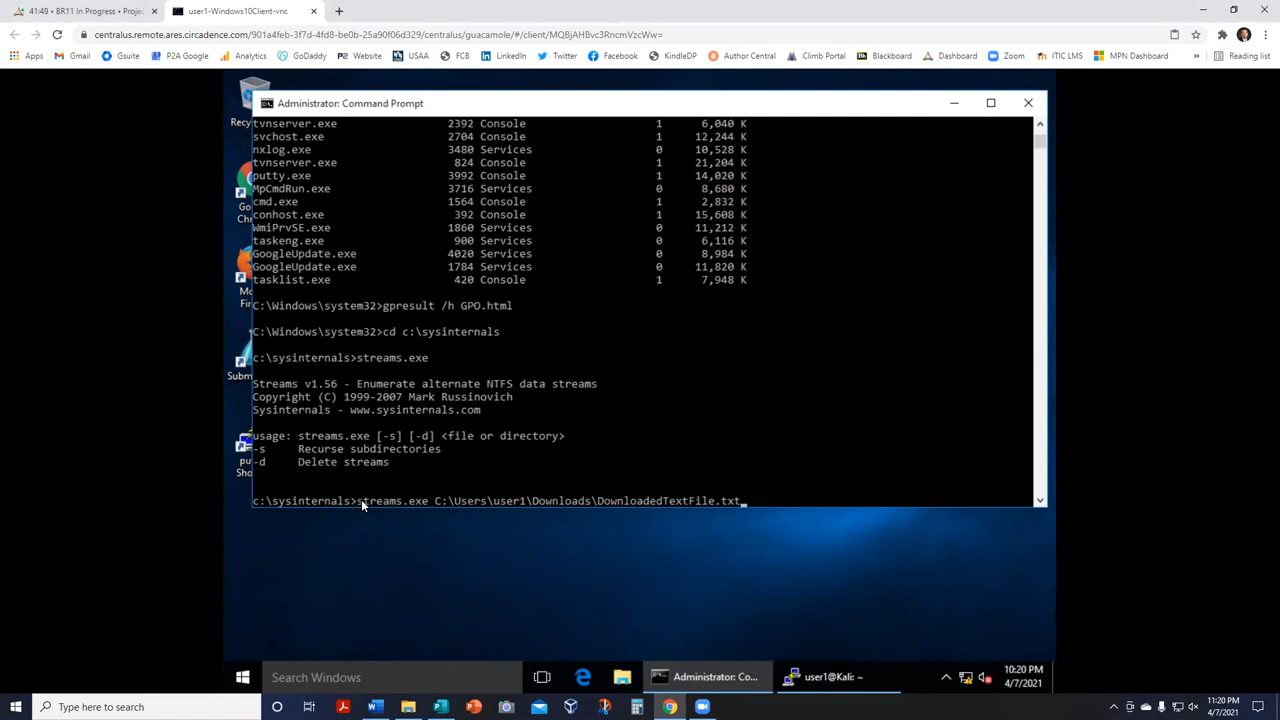 41:49 BR11 In Progress • Projec
user1-Windows10Client-vnc
centralus.remote.ares.circadence.com/901a4feb-3f7d-4fd8-be0b-25a90f06d329/centralus/guacamole/#/client/MQBjAHBvc3RncmVzcWw=
Apps
Gmail
Gsuite
P2A Google
Analytics
GoDaddy
Website
USAA
FCB
LinkedIn
Twitter
Facebook
KindleDP
Author Central
Climb Portal
Blackboard
Dashboard
Zoom
ITIC LMS
MPN Dashboard
»
Reading list
Recy
Go
Chr
Mo
Fir
Subm
pu
Sho
Administrator: Command Prompt
tvnserver.exe 2392 Console 1 6,040 K
svchost.exe 2704 Console 1 12,244 K
nxlog.exe 3480 Services 0 10,528 K
tvnserver.exe 824 Console 1 21,204 K
putty.exe 3992 Console 1 14,020 K
MpCmdRun.exe 3716 Services 0 8,680 K
cmd.exe 1564 Console 1 2,832 K
conhost.exe 392 Console 1 15,608 K
WmiPrvSE.exe 1860 Services 0 11,212 K
taskeng.exe 900 Services 0 6,116 K
GoogleUpdate.exe 4020 Services 0 8,984 K
GoogleUpdate.exe 1784 Services 0 11,820 K
tasklist.exe 420 Console 1 7,948 K
C:\Windows\system32>gpresult /h GPO.html
C:\Windows\system32>cd c:\sysinternals
c:\sysinternals>streams.exe
Streams v1.56 - Enumerate alternate NTFS data streams
Copyright (C) 1999-2007 Mark Russinovich
Sysinternals - www.sysinternals.com
usage: streams.exe [-s] [-d] <file or directory>
-s Recurse subdirectories
-d Delete streams
c:\sysinternals>streams.exe C:\Users\user1\Downloads\DownloadedTextFile.txt_
Search Windows
Administrator: Co...
user1@Kali: ~
10:20 PM
4/7/2021
Type here to search
11:20 PM
4/7/2021